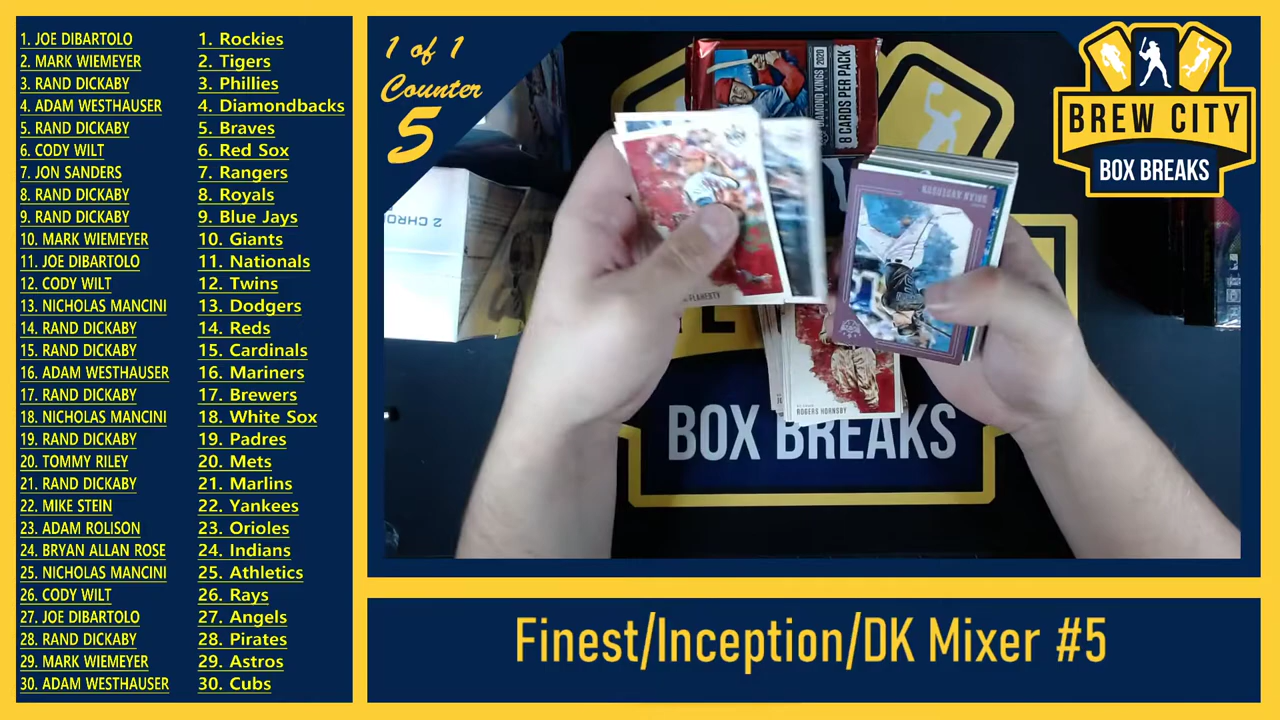 1. JOE DIBARTOLO 1. Rockies
2. MARK WIEMEYER 2. Tigers
3. RAND DICKABY 3. Phillies
4. ADAM WESTHAUSER 4. Diamondbacks
5. RAND DICKABY 5. Braves
6. CODY WILT 6. Red Sox
7. JON SANDERS 7. Rangers
8. RAND DICKABY 8. Royals
9. RAND DICKABY 9. Blue Jays
10. MARK WIEMEYER 10. Giants
11. JOE DIBARTOLO 11. Nationals
12. CODY WILT 12. Twins
13. NICHOLAS MANCINI 13. Dodgers
14. RAND DICKABY 14. Reds
15. RAND DICKABY 15. Cardinals
16. ADAM WESTHAUSER 16. Mariners
17. RAND DICKABY 17. Brewers
18. NICHOLAS MANCINI 18. White Sox
19. RAND DICKABY 19. Padres
20. TOMMY RILEY 20. Mets
21. RAND DICKABY 21. Marlins
22. MIKE STEIN 22. Yankees
23. ADAM ROLISON 23. Orioles
24. BRYAN ALLAN ROSE 24. Indians
25. NICHOLAS MANCINI 25. Athletics
26. CODY WILT 26. Rays
27. JOE DIBARTOLO 27. Angels
28. RAND DICKABY 28. Pirates
29. MARK WIEMEYER 29. Astros
30. ADAM WESTHAUSER 30. Cubs
1 of 1
Counter
5
2020
DIAMOND KINGS
8 CARDS PER PACK
2 CHRO
FLAHERTY
ROGERS HORNSBY
BOX BREAKS
BREW CITY
BOX BREAKS
Finest/Inception/DK Mixer #5